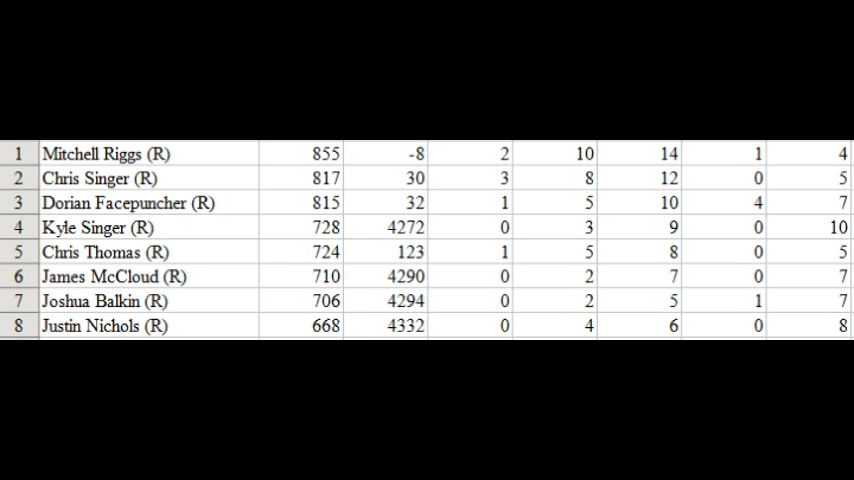 1 Mitchell Riggs (R) 855 -8 2 10 14 1 4
2 Chris Singer (R) 817 30 3 8 12 0 5
3 Dorian Facepuncher (R) 815 32 1 5 10 4 7
4 Kyle Singer (R) 728 4272 0 3 9 0 10
5 Chris Thomas (R) 724 123 1 5 8 0 5
6 James McCloud (R) 710 4290 0 2 7 0 7
7 Joshua Balkin (R) 706 4294 0 2 5 1 7
8 Justin Nichols (R) 668 4332 0 4 6 0 8